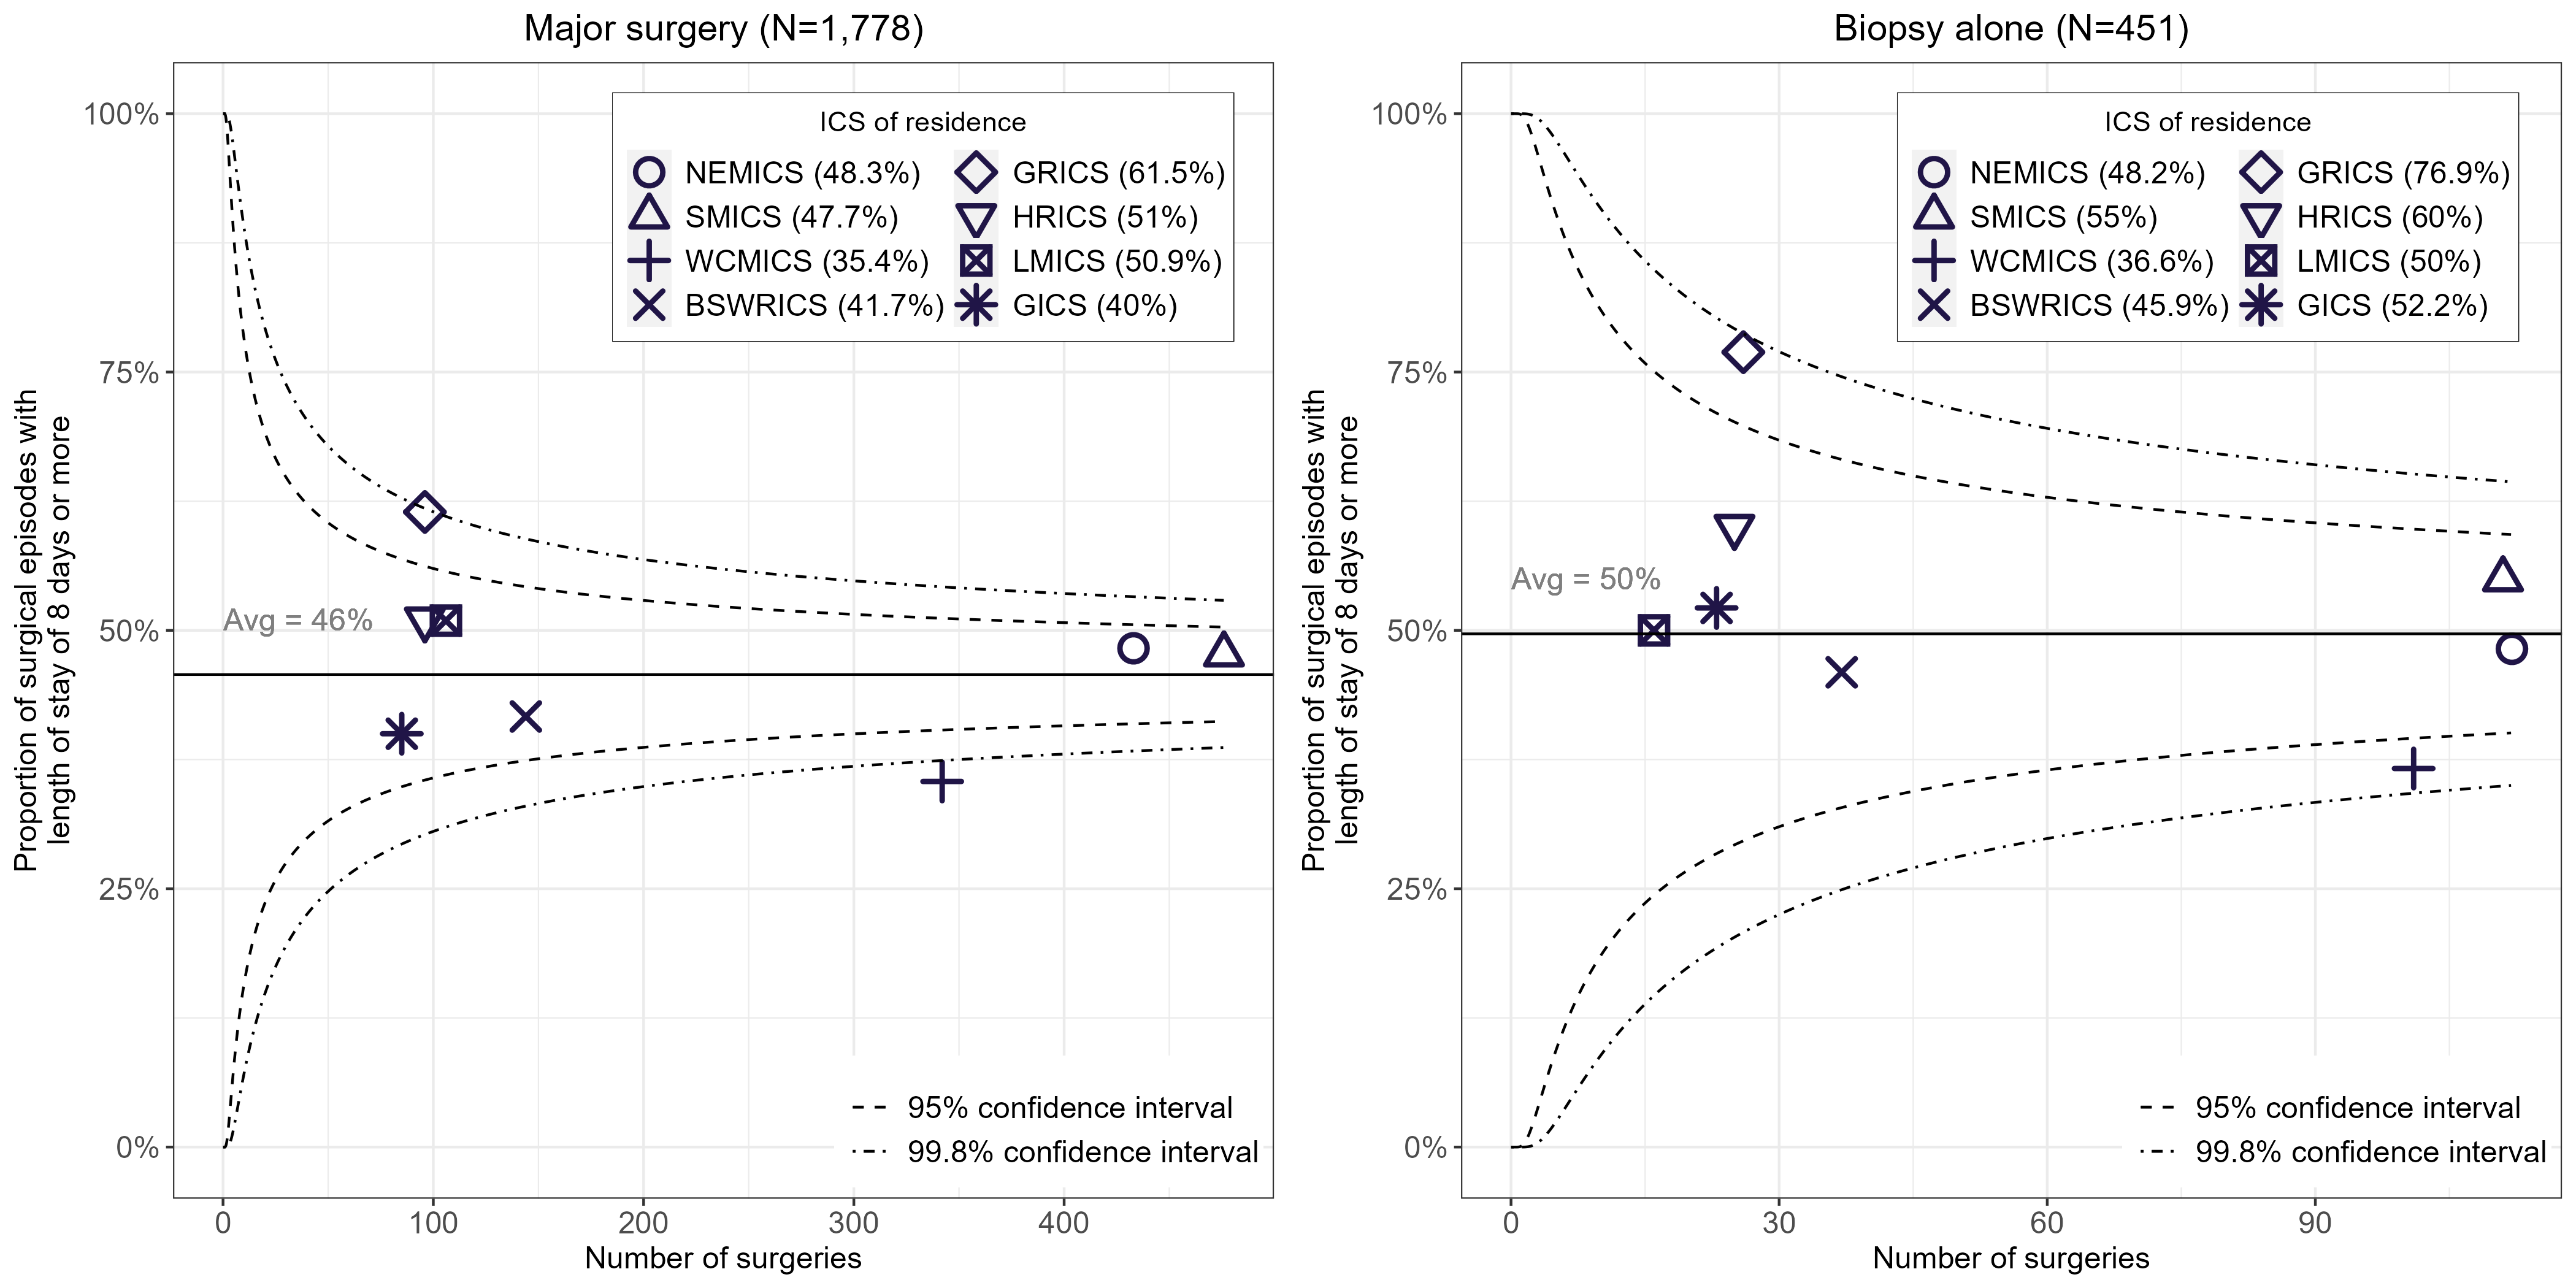 Major surgery (N=1,778)
Proportion of surgical episodes with
length of stay of 8 days or more
100%
75%
50%
25%
0%
ICS of residence
NEMICS (48.3%)
SMICS (47.7%)
WCMICS (35.4%)
BSWRICS (41.7%)
GRICS (61.5%)
HRICS (51%)
LMICS (50.9%)
GICS (40%)
Avg = 46%
95% confidence interval
99.8% confidence interval
0
100
200
300
400
Number of surgeries
Biopsy alone (N=451)
Proportion of surgical episodes with
length of stay of 8 days or more
100%
75%
50%
25%
0%
ICS of residence
NEMICS (48.2%)
SMICS (55%)
WCMICS (36.6%)
BSWRICS (45.9%)
GRICS (76.9%)
HRICS (60%)
LMICS (50%)
GICS (52.2%)
Avg = 50%
95% confidence interval
99.8% confidence interval
0
30
60
90
Number of surgeries